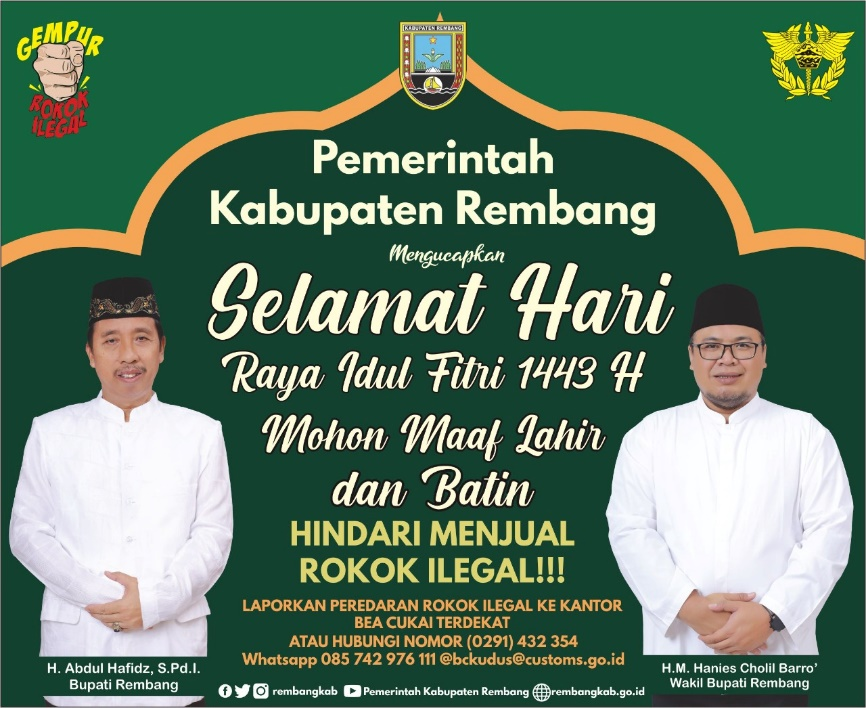 GEMPUR
ROKOK
ILEGAL
KABUPATEN REMBANG
Pemerintah
Kabupaten Rembang
Mengucapkan
Selamat Hari
Raya Idul Fitri 1443 H
Mohon Maaf Lahir
dan Batin
HINDARI MENJUAL
ROKOK ILEGAL!!!
LAPORKAN PEREDARAN ROKOK ILEGAL KE KANTOR
BEA CUKAI TERDEKAT
ATAU HUBUNGI NOMOR (0291) 432 354
Whatsapp 085 742 976 111 @bckudus@customs.go.id
H. Abdul Hafidz, S.Pd.I.
Bupati Rembang
H.M. Hanies Cholil Barro'
Wakil Bupati Rembang
rembangkab Pemerintah Kabupaten Rembang rembangkab.go.id